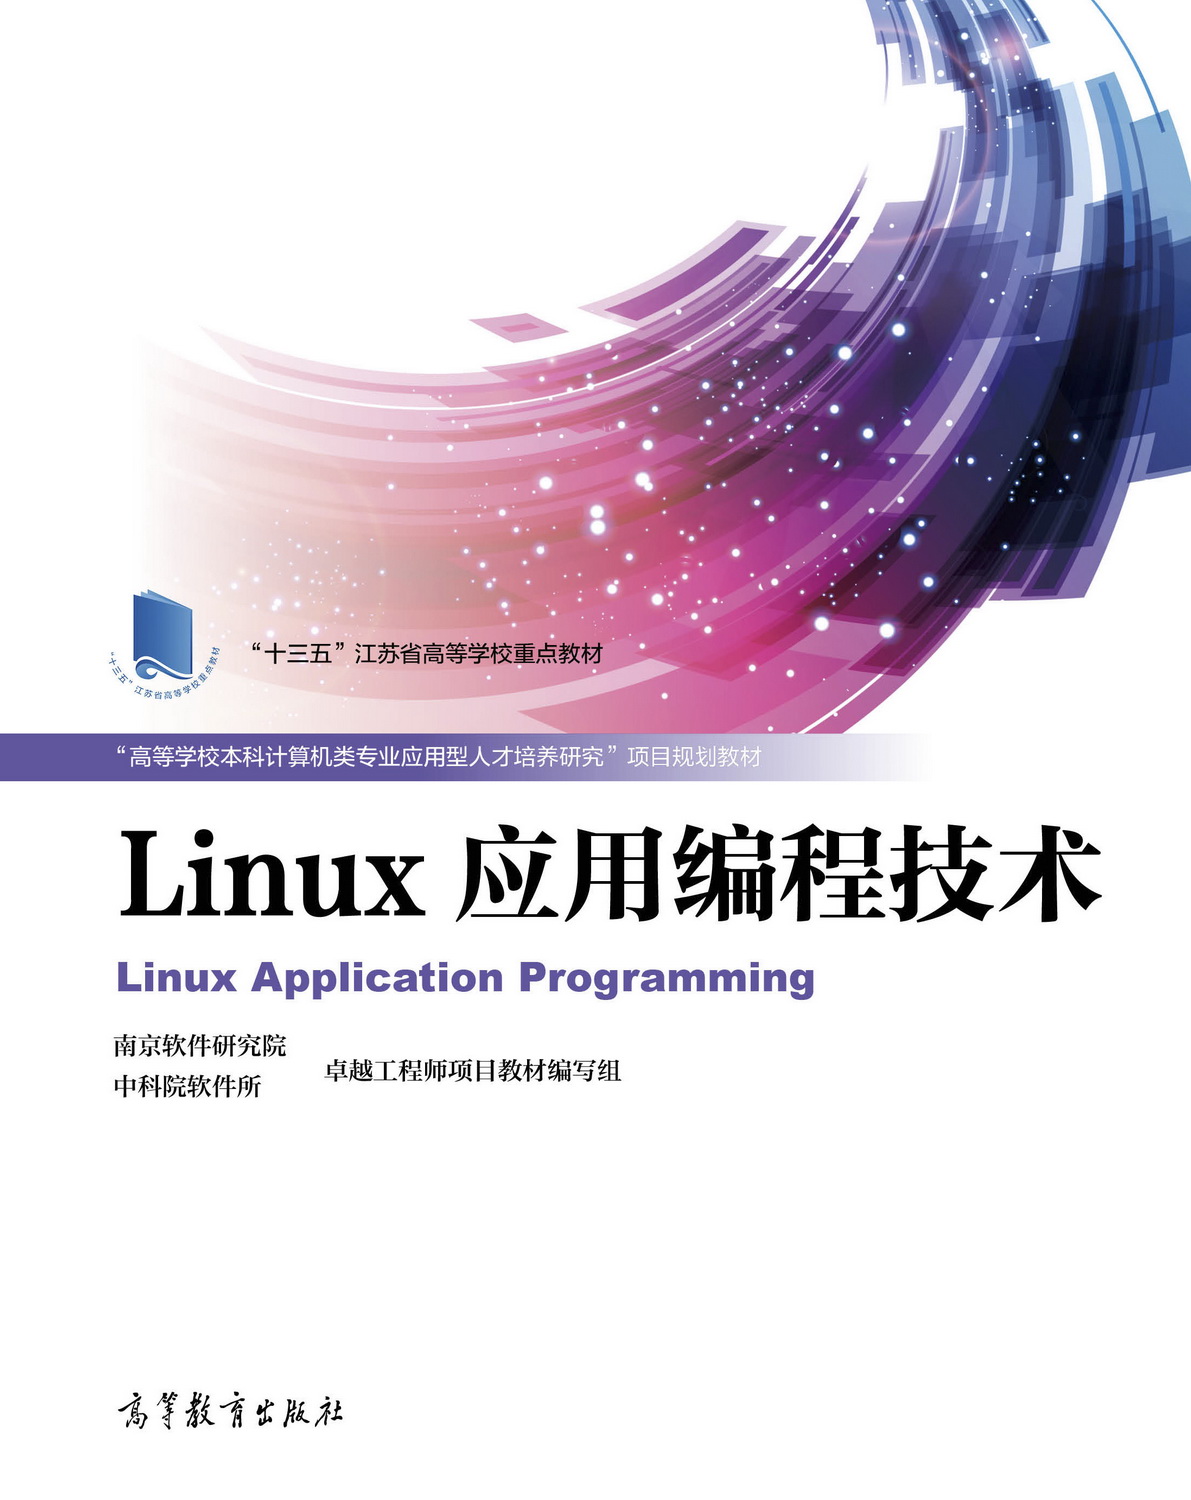 “十三五”江苏省高等学校重点教材
“十三五”江苏省高等学校重点教材
“高等学校本科计算机类专业应用型人才培养研究”项目规划教材
Linux 应用编程技术
Linux Application Programming
南京软件研究院
中科院软件所
卓越工程师项目教材编写组
高等教育出版社